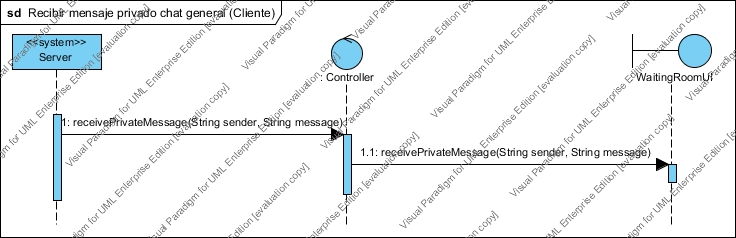 sd Recibir mensaje privado chat general (Cliente)
<<system>>
Server
: Controller
WaitingRoomUI
1: receivePrivateMessage(String sender, String message)
1.1: receivePrivateMessage(String sender, String message)
Visual Paradigm for UML Enterprise Edition [evaluation copy]